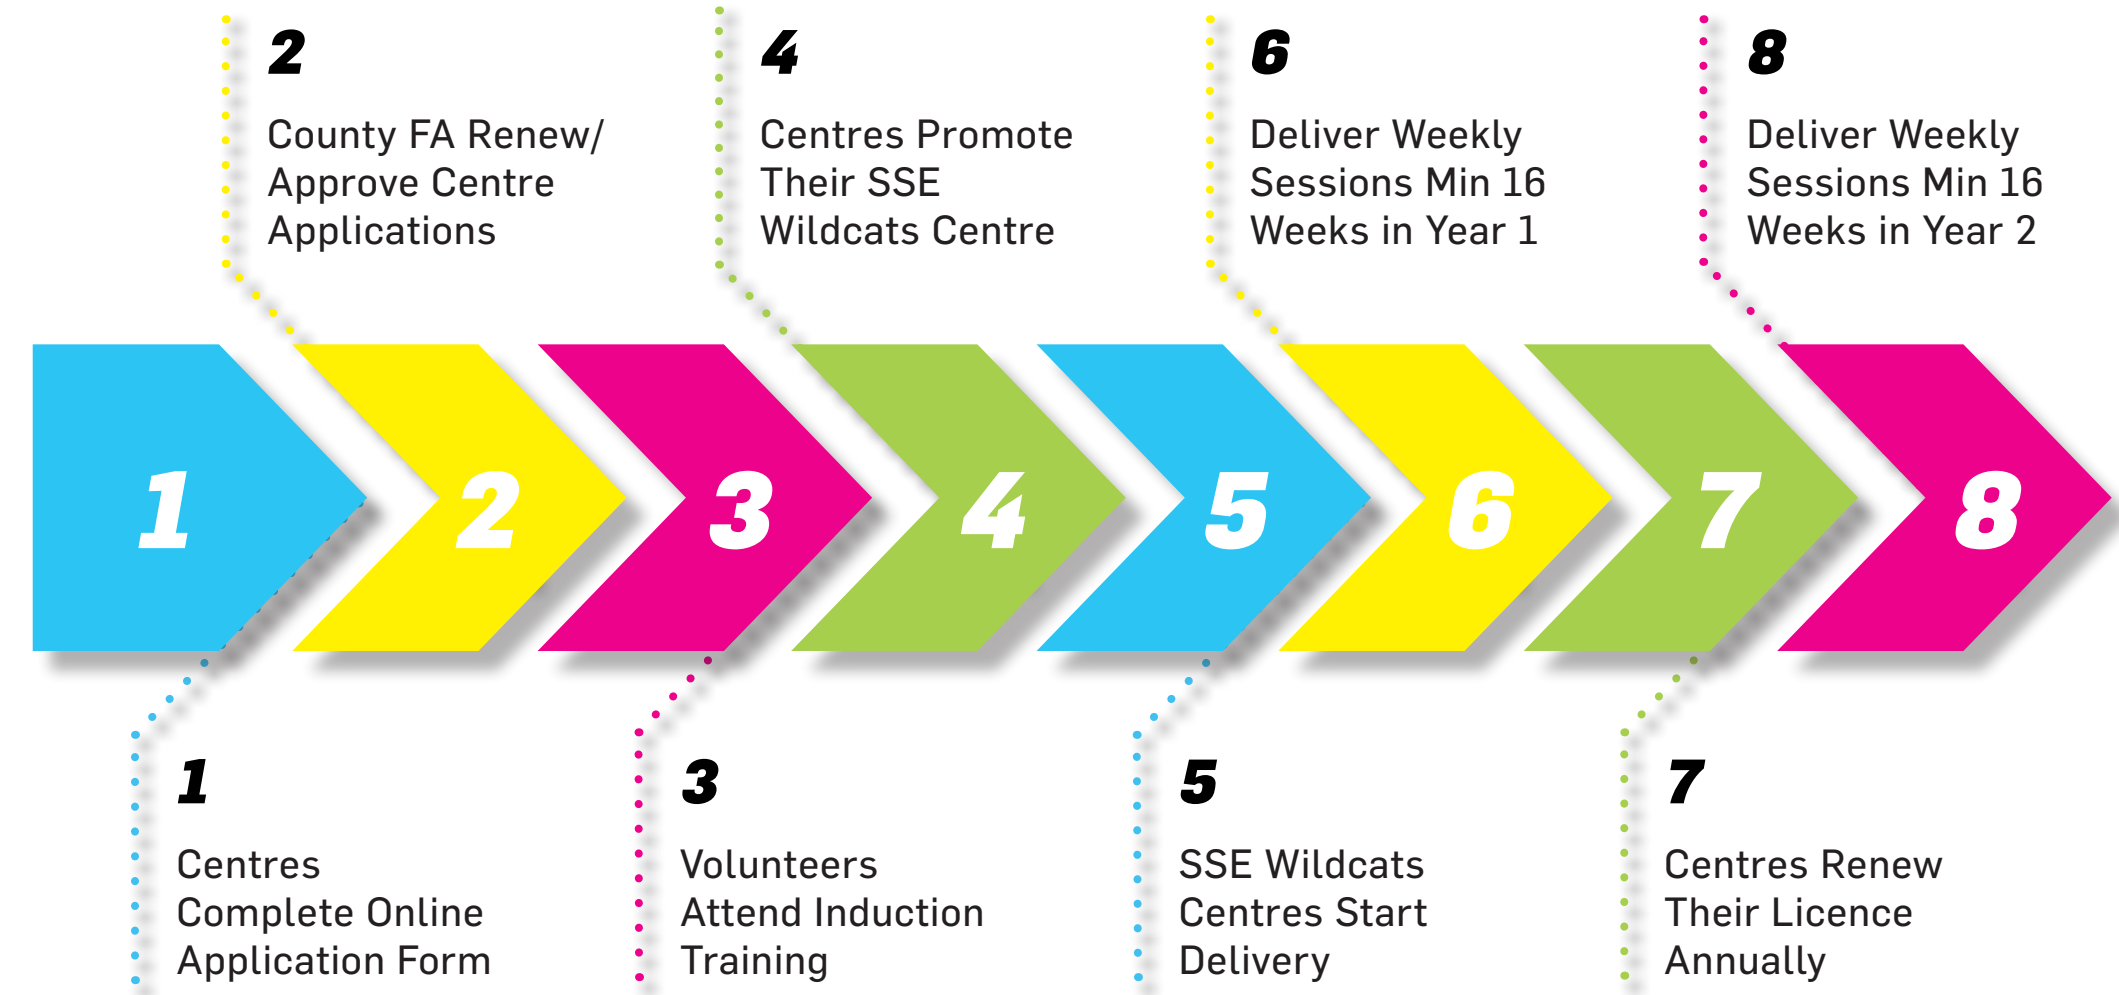 2
County FA Renew/
Approve Centre
Applications
4
Centres Promote
Their SSE
Wildcats Centre
6
Deliver Weekly
Sessions Min 16
Weeks in Year 1
8
Deliver Weekly
Sessions Min 16
Weeks in Year 2
1
2
3
4
5
6
7
8
1
Centres
Complete Online
Application Form
3
Volunteers
Attend Induction
Training
5
SSE Wildcats
Centres Start
Delivery
7
Centres Renew
Their Licence
Annually